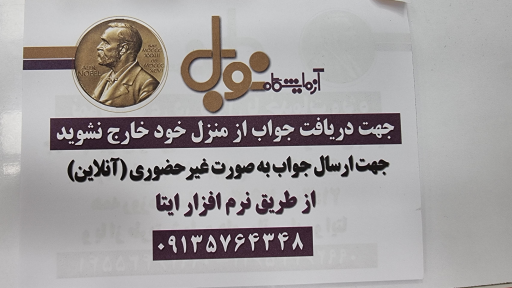 آزمایشگاه نوبل
جهت دریافت جواب از منزل خود خارج نشوید
جهت ارسال جواب به صورت غیر حضوری (آنلاین)
از طریق نرم افزار ایتا
۰۹۱۳۵۷۶۴۳۴۸